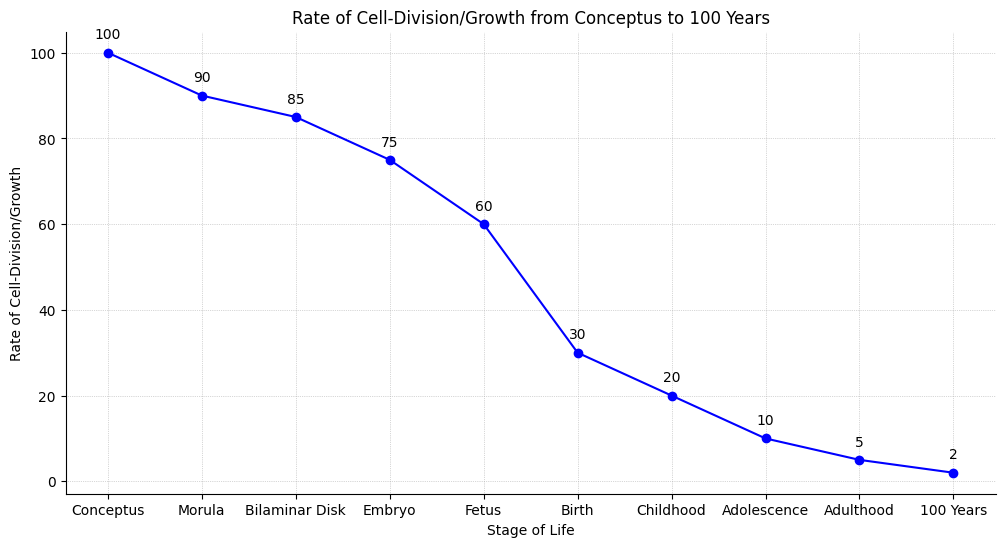 Rate of Cell-Division/Growth from Conceptus to 100 Years
Rate of Cell-Division/Growth
100
80
60
40
20
0
100
90
85
75
60
30
20
10
5
2
Conceptus
Morula
Bilaminar Disk
Embryo
Fetus
Birth
Childhood
Adolescence
Adulthood
100 Years
Stage of Life